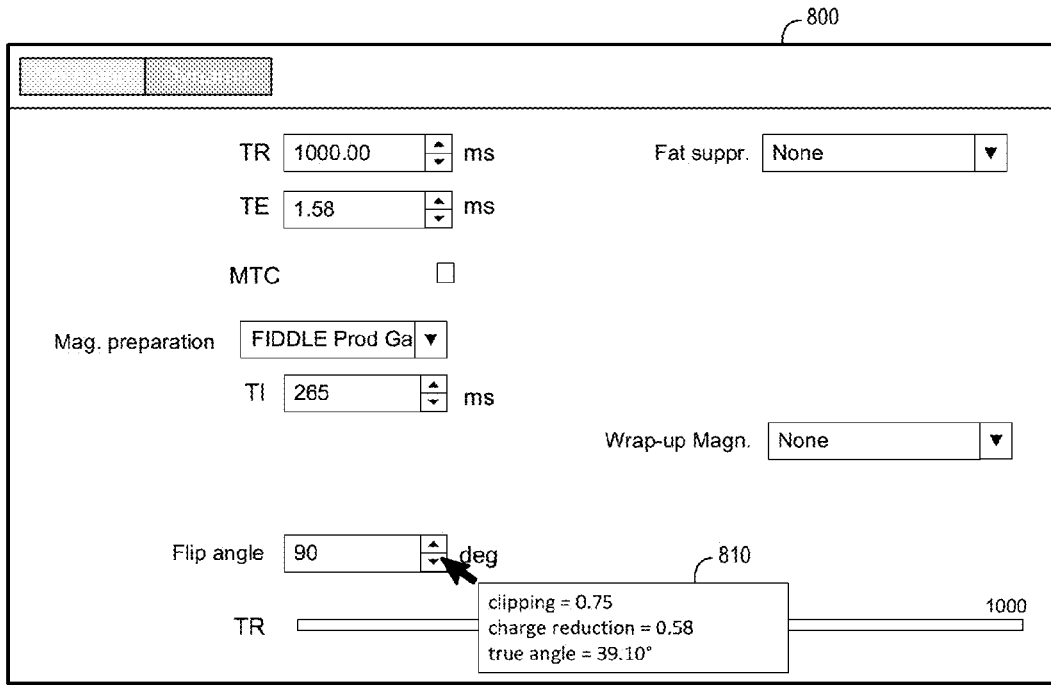 800
TR 1000.00 ms Fat suppr. None
TE 1.58 ms
MTC
Mag. preparation FIDDLE Prod Ga
TI 265 ms
Wrap-up Magn. None
Flip angle 90 deg
810
clipping = 0.75
charge reduction = 0.58
true angle = 39.10°
TR 1000